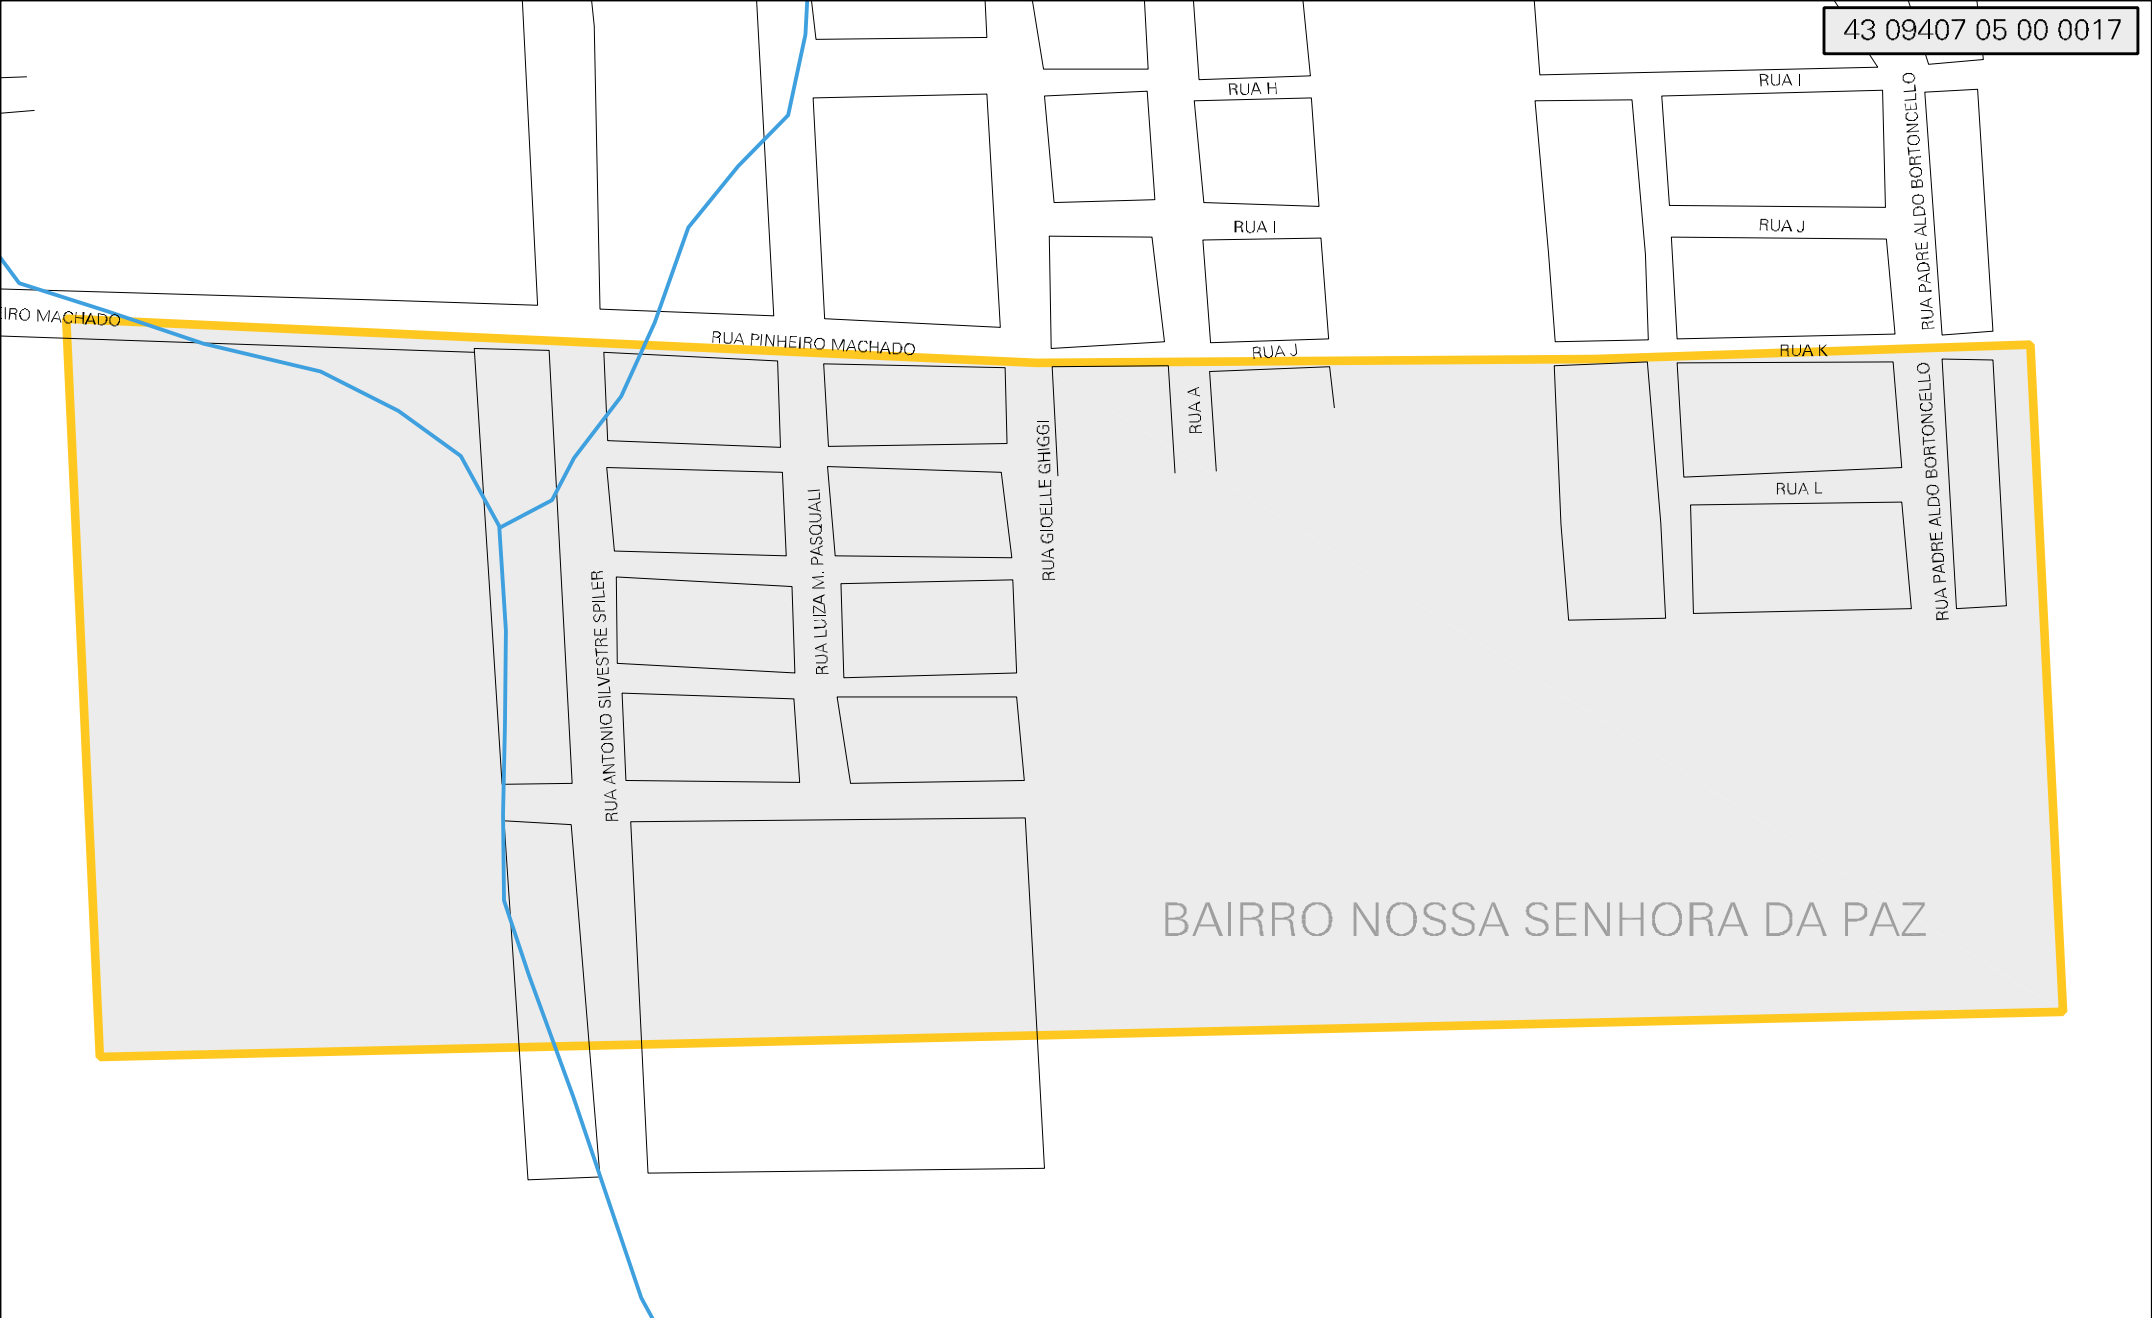 43 09407 05 00 0017
RUA I
RUA H
RUA PADRE ALDO BORTONCELLO
RUA I
RUA J
EIRO MACHADO
RUA PINHEIRO MACHADO
RUA J
RUA K
RUA A
RUA GIOELLE GHIGGI
RUA PADRE ALDO BORTONCELLO
RUA L
RUA LUIZA M. PASQUALI
RUA ANTONIO SILVESTRE SPILER
BAIRRO NOSSA SENHORA DA PAZ